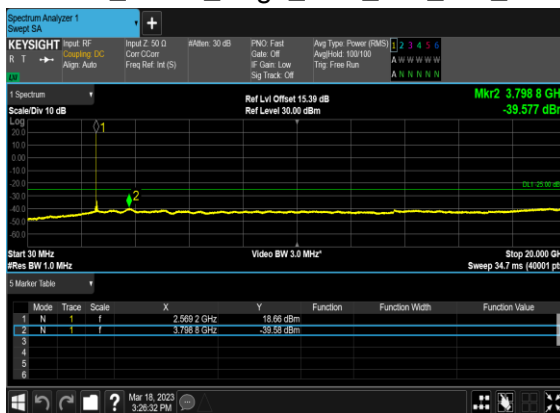 Spectrum Analyzer 1
Swept SA
+
KEYSIGHT Input: RF Input Z: 50 Ω #Atten: 30 dB PNO: Fast Avg Type: Power (RMS) 1 2 3 4 5 6
R T Coupling: DC Corr CCorr Gate: Off Avg|Hold: 100/100 A W W W W W
Align: Auto Freq Ref: Int (S) IF Gain: Low Trig: Free Run
LU Sig Track: Off A N N N N N
1 Spectrum Ref Lvl Offset 15.39 dB Mkr2 3.798 8 GH
Scale/Div 10 dB Ref Level 30.00 dBm -39.577 dBr
Log
20.0
10.0
0.00
-10.0
-20.0
-30.0
-40.0
-50.0
-60.0
1
2
DL1 -25.00 dB
Start 30 MHz Video BW 3.0 MHz* Stop 20.000 GH
#Res BW 1.0 MHz Sweep 34.7 ms (40001 pt
5 Marker Table
Mode Trace Scale X Y Function Function Width Function Value
1 N 1 f 2.569 2 GHz 18.66 dBm
2 N 1 f 3.798 8 GHz -39.58 dBm
3
4
5
6
? Mar 18, 2023
3:26:32 PM